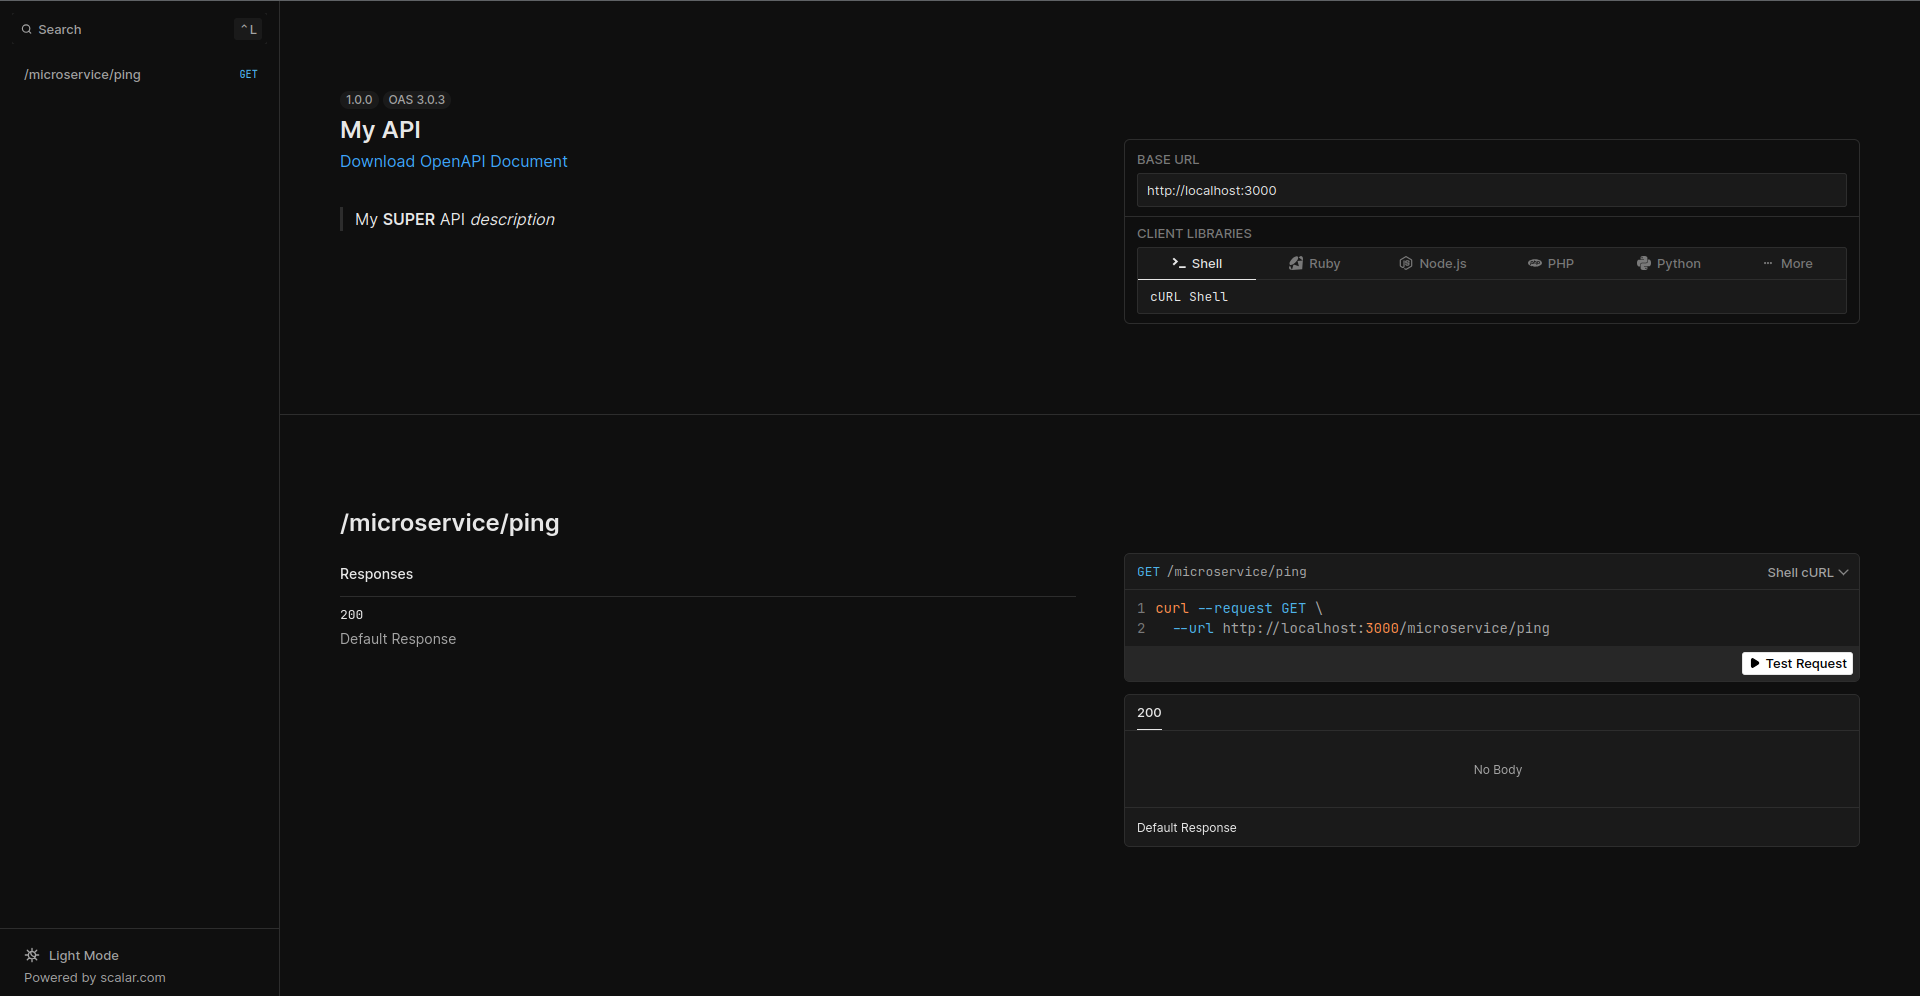 Search
^L
/microservice/ping GET
1.0.0 OAS 3.0.3
My API
Download OpenAPI Document
My SUPER API description
BASE URL
http://localhost:3000
CLIENT LIBRARIES
Shell Ruby Node.js PHP Python More
cURL Shell
/microservice/ping
Responses
200
Default Response
GET /microservice/ping Shell cURL
1 curl --request GET \
2 --url http://localhost:3000/microservice/ping
Test Request
200
No Body
Default Response
Light Mode
Powered by scalar.com